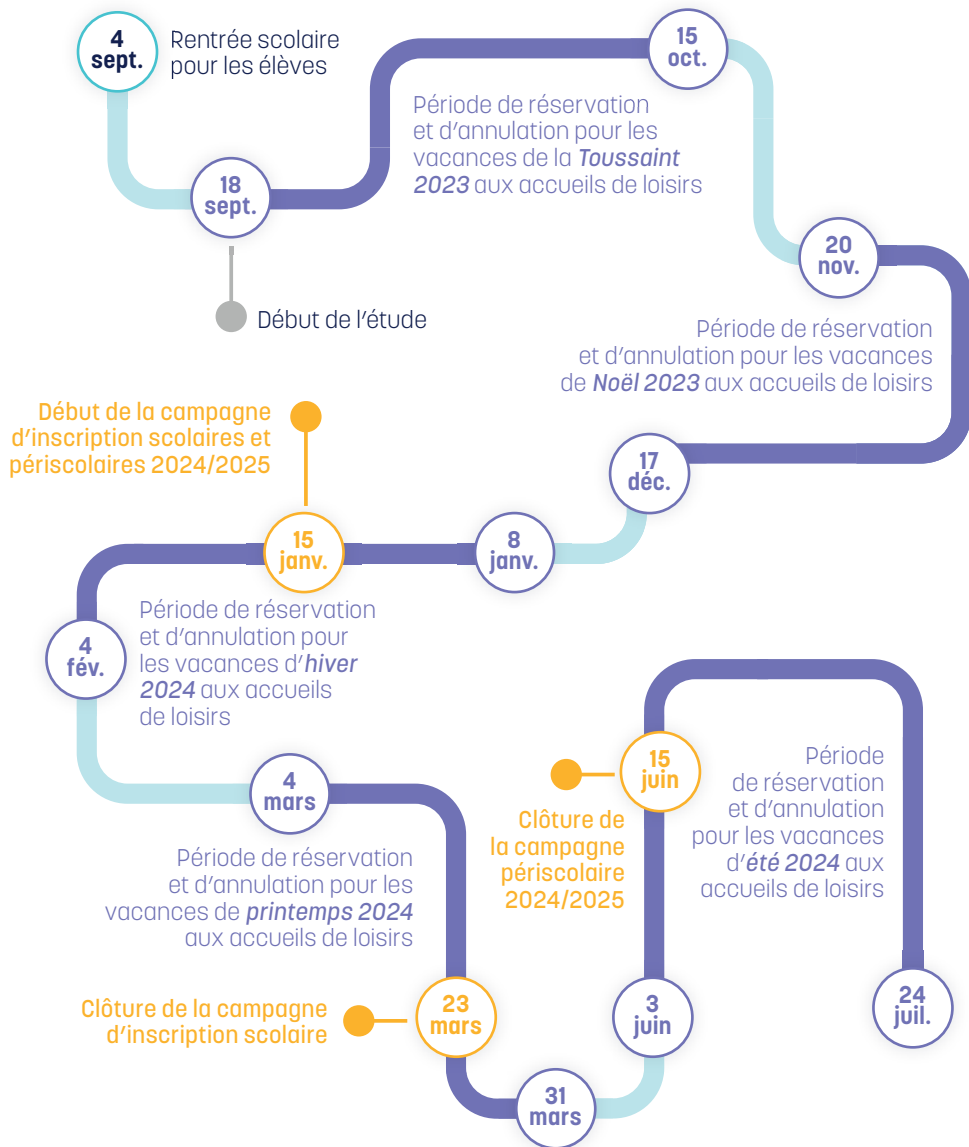 4
sept.
Rentrée scolaire
pour les élèves
15
oct.
Période de réservation
et d'annulation pour les
vacances de la Toussaint
2023 aux accueils de loisirs
18
sept.
Début de l'étude
20
nov.
Période de réservation
et d'annulation pour les vacances
de Noël 2023 aux accueils de loisirs
17
déc.
Début de la campagne
d'inscription scolaires et
périscolaires 2024/2025
8
janv.
15
janv.
Période de réservation
et d'annulation pour
les vacances d'hiver
2024 aux accueils
de loisirs
4
fév.
4
mars
Période de réservation
et d'annulation pour les
vacances de printemps 2024
aux accueils de loisirs
23
mars
Clôture de la campagne
d'inscription scolaire
31
mars
3
juin
15
juin
Clôture de
la campagne
périscolaire
2024/2025
Période
de réservation
et d'annulation
pour les vacances
d'été 2024 aux
accueils de loisirs
24
juil.